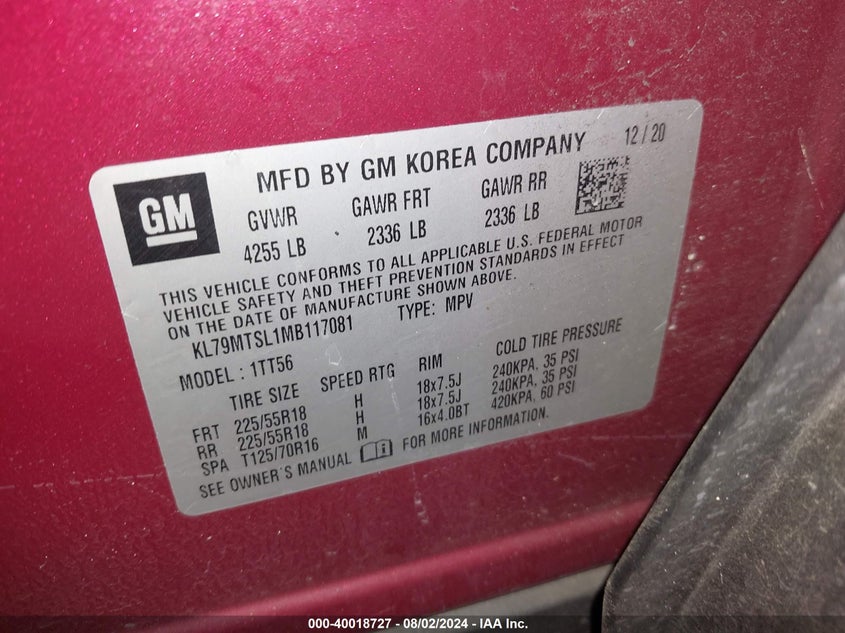 GM
MFD BY GM KOREA COMPANY 12/20
GVWR GAWR FRT GAWR RR
4255 LB 2336 LB 2336 LB
THIS VEHICLE CONFORMS TO ALL APPLICABLE U.S. FEDERAL MOTOR
VEHICLE SAFETY AND THEFT PREVENTION STANDARDS IN EFFECT
ON THE DATE OF MANUFACTURE SHOWN ABOVE.
KL79MTSL1MB117081 TYPE: MPV
MODEL : 1TT56
TIRE SIZE SPEED RTG RIM COLD TIRE PRESSURE
FRT 225/55R18 H 18x7.5J 240KPA, 35 PSI
RR 225/55R18 H 18x7.5J 240KPA, 35 PSI
SPA T125/70R16 M 16x4.0BT 420KPA, 60 PSI
SEE OWNER'S MANUAL i FOR MORE INFORMATION.
000-40018727 - 08/02/2024 - IAA Inc.